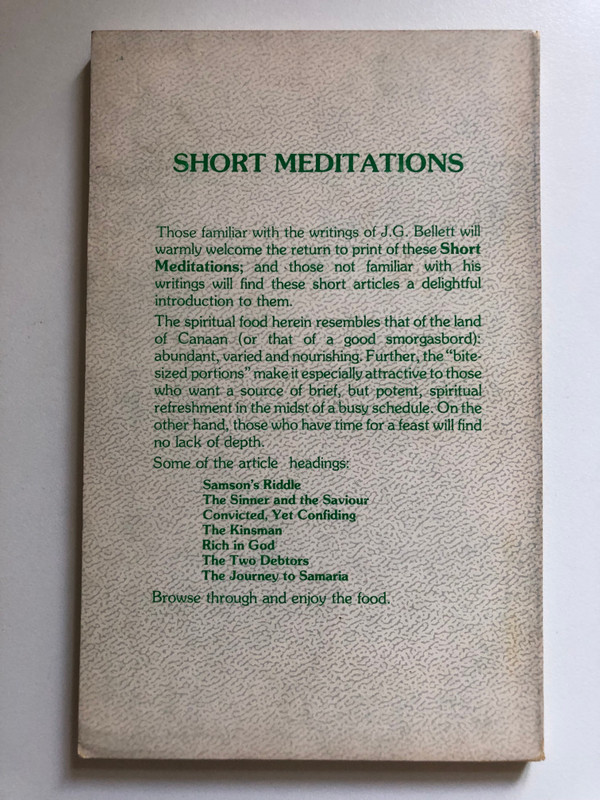 SHORT MEDITATIONS
Those familiar with the writings of J.G. Bellett will
warmly welcome the return to print of these Short
Meditations; and those not familiar with his
writings will find these short articles a delightful
introduction to them.
The spiritual food herein resembles that of the land
of Canaan (or that of a good smorgasbord):
abundant, varied and nourishing. Further, the “bite-
sized portions” make it especially attractive to those
who want a source of brief, but potent, spiritual
refreshment in the midst of a busy schedule. On the
other hand, those who have time for a feast will find
no lack of depth.
Some of the article headings:
Samson's Riddle
The Sinner and the Saviour
Convicted, Yet Confiding
The Kinsman
Rich in God
The Two Debtors
The Journey to Samaria
Browse through and enjoy the food.